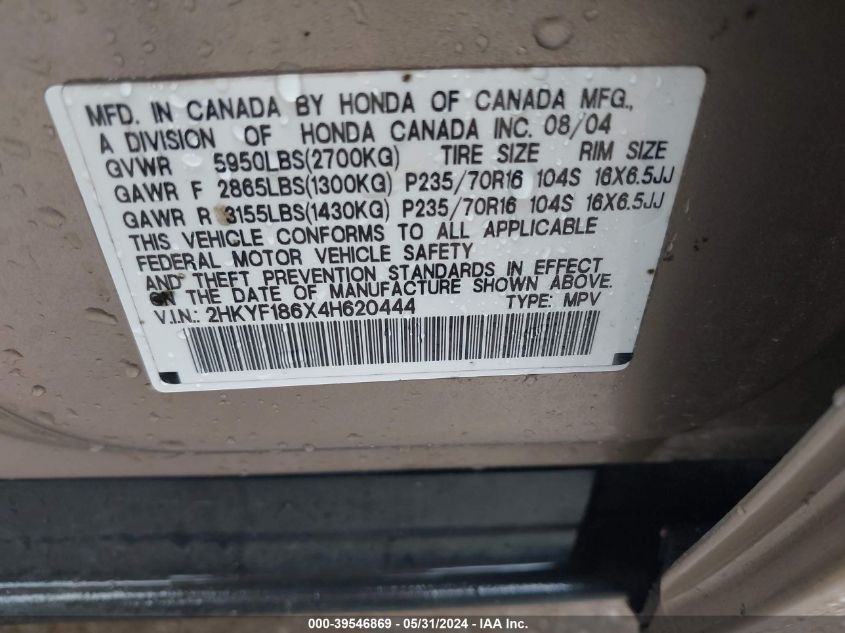 MFD. IN CANADA BY HONDA OF CANADA MFG.,
A DIVISION OF HONDA CANADA INC. 08/04
GVWR 5950LBS(2700KG) TIRE SIZE RIM SIZE
GAWR F 2865LBS(1300KG) P235/70R16 104S 16X6.5JJ
GAWR R 3155LBS(1430KG) P235/70R16 104S 16X6.5JJ
THIS VEHICLE CONFORMS TO ALL APPLICABLE
FEDERAL MOTOR VEHICLE SAFETY
AND THEFT PREVENTION STANDARDS IN EFFECT
ON THE DATE OF MANUFACTURE SHOWN ABOVE.
V.I.N.: 2HKYF186X4H620444 TYPE: MPV
000-39546869 - 05/31/2024 - IAA Inc.